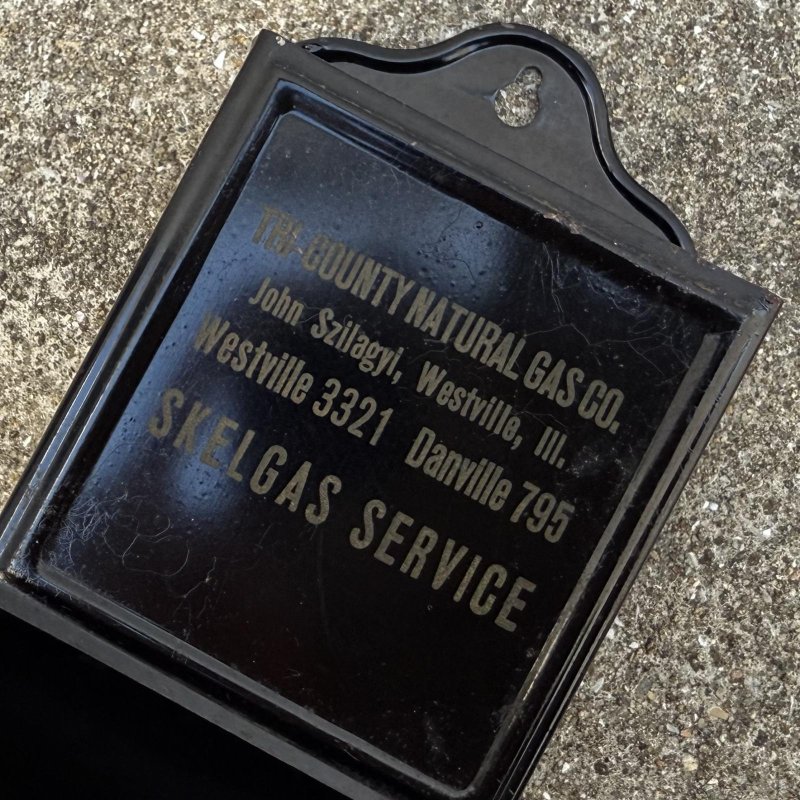 TRI-COUNTY NATURAL GAS CO.
John Szilagyi, Westville, Ill.
Westville 3321 Danville 795
SKELGAS SERVICE